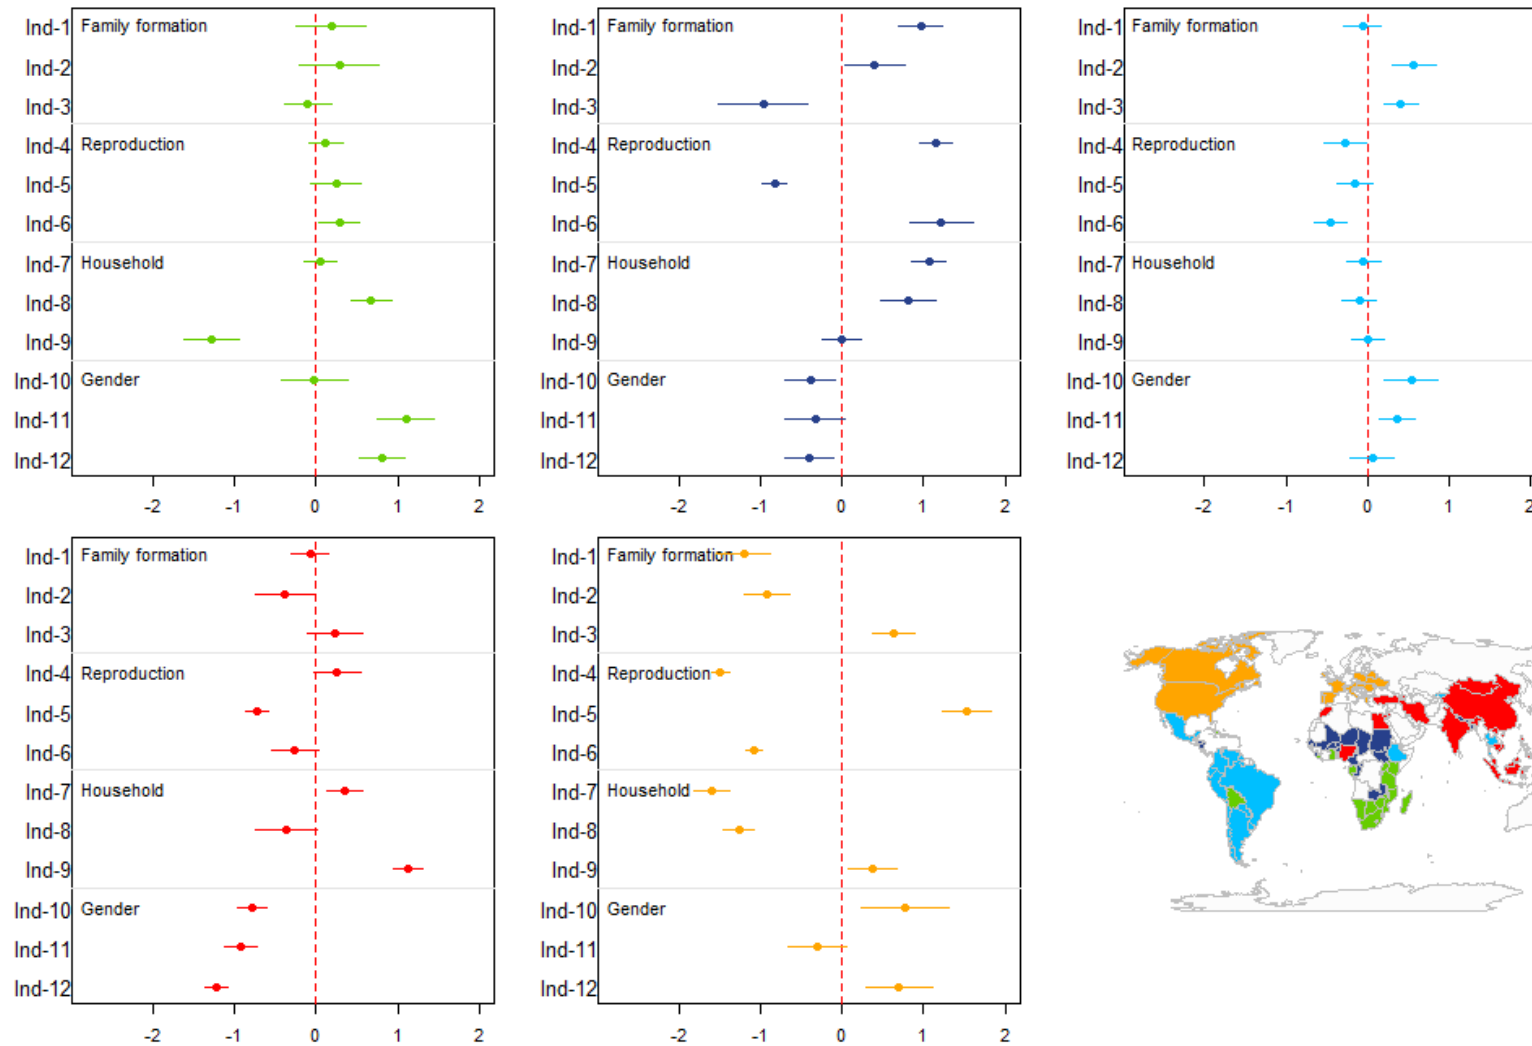 Ind-1 Family formation
Ind-2
Ind-3
Ind-4 Reproduction
Ind-5
Ind-6
Ind-7 Household
Ind-8
Ind-9
Ind-10 Gender
Ind-11
Ind-12
-2 -1 0 1 2
Ind-1 Family formation
Ind-2
Ind-3
Ind-4 Reproduction
Ind-5
Ind-6
Ind-7 Household
Ind-8
Ind-9
Ind-10 Gender
Ind-11
Ind-12
-2 -1 0 1 2
Ind-1 Family formation
Ind-2
Ind-3
Ind-4 Reproduction
Ind-5
Ind-6
Ind-7 Household
Ind-8
Ind-9
Ind-10 Gender
Ind-11
Ind-12
-2 -1 0 1 2
Ind-1 Family formation
Ind-2
Ind-3
Ind-4 Reproduction
Ind-5
Ind-6
Ind-7 Household
Ind-8
Ind-9
Ind-10 Gender
Ind-11
Ind-12
-2 -1 0 1 2
Ind-1 Family formation
Ind-2
Ind-3
Ind-4 Reproduction
Ind-5
Ind-6
Ind-7 Household
Ind-8
Ind-9
Ind-10 Gender
Ind-11
Ind-12
-2 -1 0 1 2